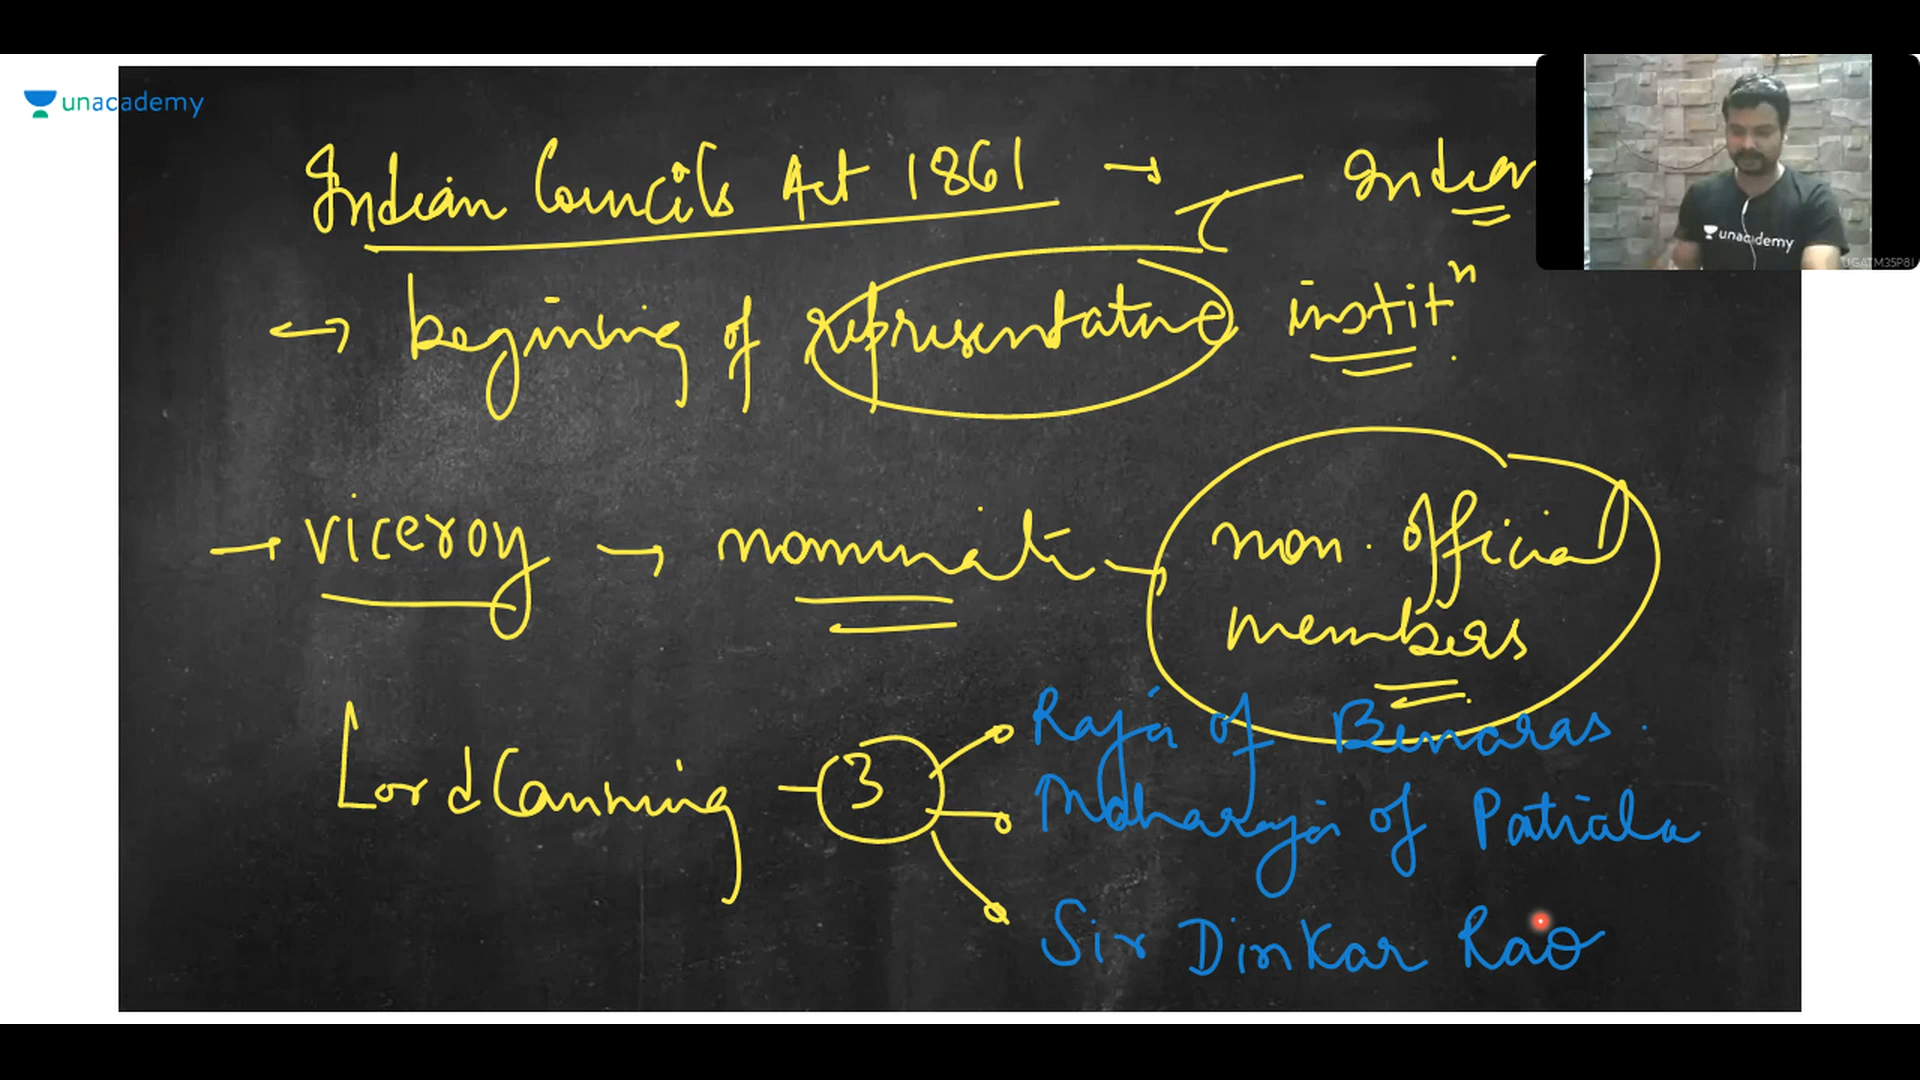 unacademy
Indian Councils Act 1861 → Indian
↔ begining of representative institⁿ.
→ viceroy → nominate - non-official
members
Lord Canning - 3
Raja of Benaras.
Maharaja of Patiala
Sir Dinkar Rao
unacademy